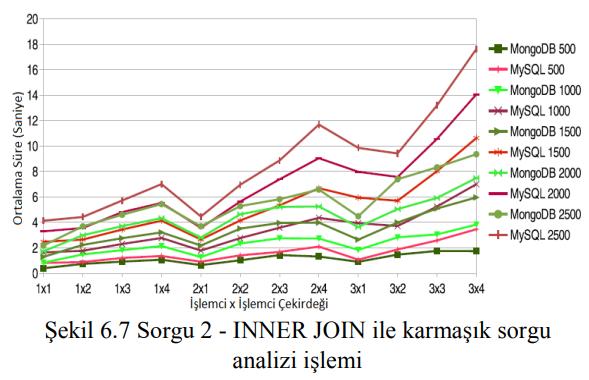 20
18
16
14
12
10
8
6
4
2
0
Ortalama Süre (Saniye)
1x1 1x2 1x3 1x4 2x1 2x2 2x3 2x4 3x1 3x2 3x3 3x4
İşlemci x İşlemci Çekirdeği
MongoDB 500
MySQL 500
MongoDB 1000
MySQL 1000
MongoDB 1500
MySQL 1500
MongoDB 2000
MySQL 2000
MongoDB 2500
MySQL 2500
Şekil 6.7 Sorgu 2 - INNER JOIN ile karmaşık sorgu
analizi işlemi